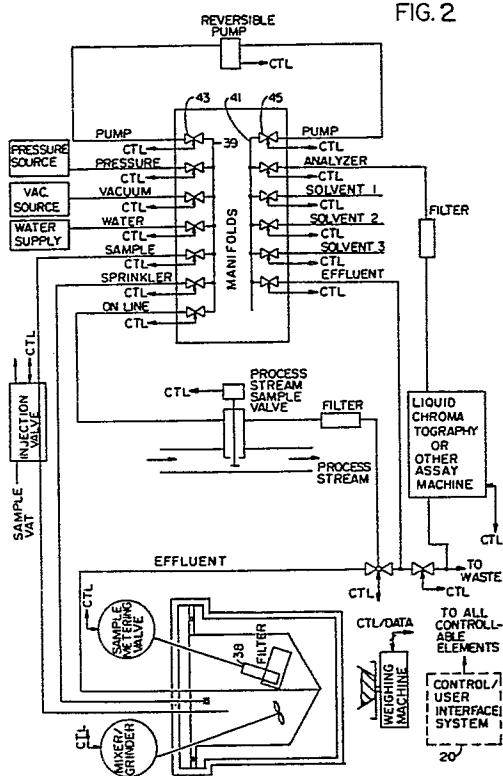 FIG. 2
REVERSIBLE
PUMP
CTL
43
41
45
PUMP
CTL
39
PUMP
CTL
PRESSURE
SOURCE
PRESSURE
CTL
ANALYZER
CTL
VAC.
SOURCE
VACUUM
CTL
SOLVENT 1
CTL
WATER
SUPPLY
WATER
CTL
SOLVENT 2
CTL
SAMPLE
CTL
SOLVENT 3
CTL
SPRINKLER
CTL
EFFLUENT
CTL
ON LINE
CTL
MANIFOLDS
FILTER
CTL
INJECTION
VALVE
SAMPLE
VAT
CTL
PROCESS
STREAM
SAMPLE
VALVE
FILTER
PROCESS
STREAM
LIQUID
CHROMA
TOGRAPHY
OR
OTHER
ASSAY
MACHINE
CTL
EFFLUENT
TO
WASTE
CTL
CTL
CTL
SAMPLE
METERING
VALVE
38
FILTER
CTL
MIXER/
GRINDER
CTL/DATA
WEIGHING
MACHINE
TO ALL
CONTROLL-
ABLE
ELEMENTS
CONTROL/
USER
INTERFACE
SYSTEM
20